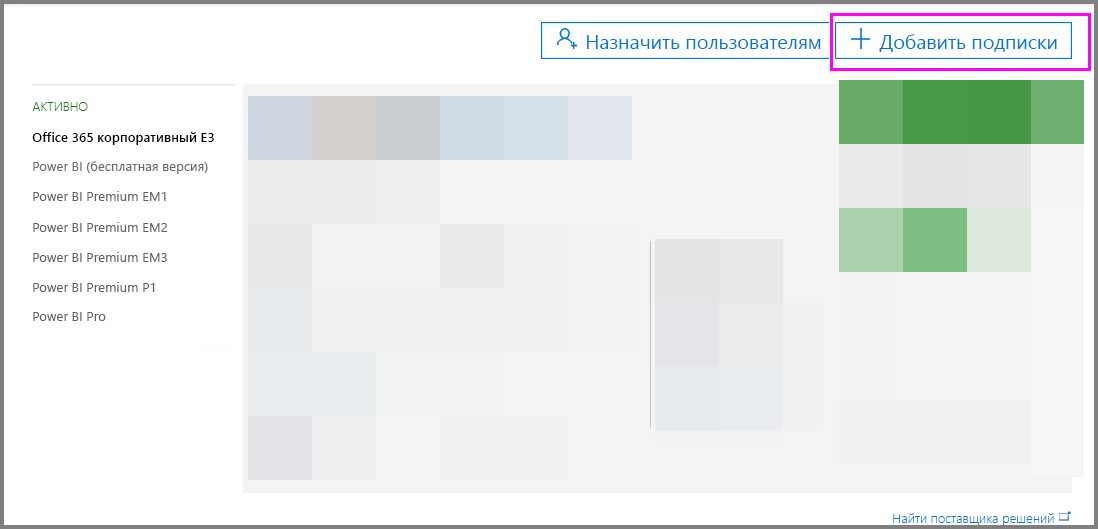 Назначить пользователям
Добавить подписки
АКТИВНО
Office 365 корпоративный E3
Power BI (бесплатная версия)
Power BI Premium EM1
Power BI Premium EM2
Power BI Premium EM3
Power BI Premium P1
Power BI Pro
Найти поставщика решений